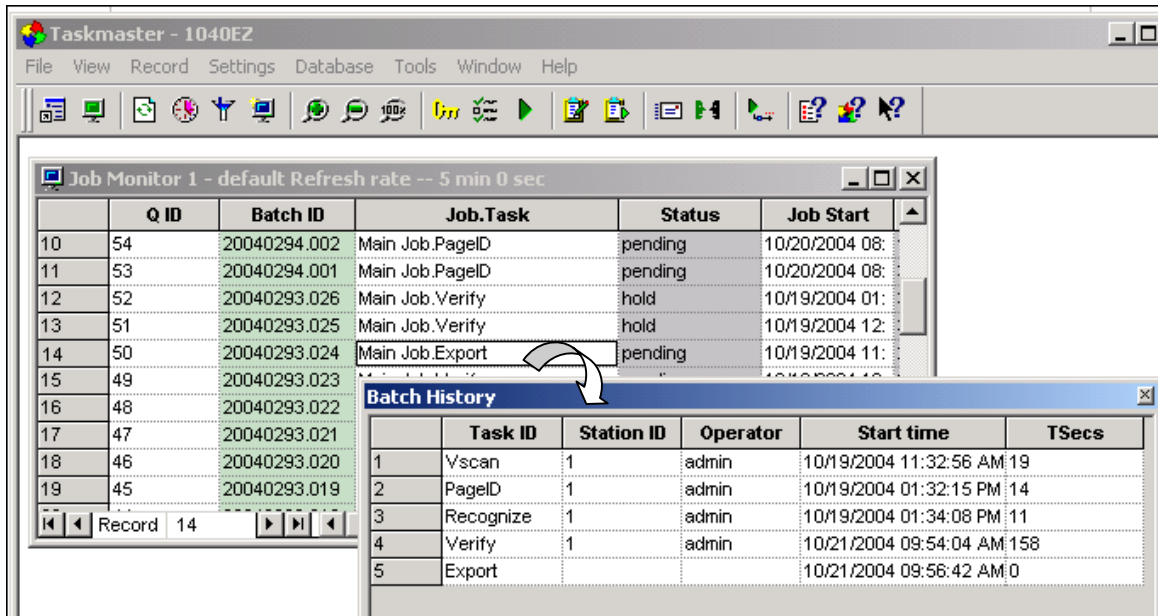 Taskmaster - 1040EZ
File View Record Settings Database Tools Window Help
100%
Job Monitor 1 - default Refresh rate -- 5 min 0 sec
Q ID Batch ID Job.Task Status Job Start
10 54 20040294.002 Main Job.PageID pending 10/20/2004 08:
11 53 20040294.001 Main Job.PageID pending 10/20/2004 08:
12 52 20040293.026 Main Job.Verify hold 10/19/2004 01:
13 51 20040293.025 Main Job.Verify hold 10/19/2004 12:
14 50 20040293.024 Main Job.Export pending 10/19/2004 11:
15 49 20040293.023
16 48 20040293.022
17 47 20040293.021
18 46 20040293.020
19 45 20040293.019
Record 14
Batch History
Task ID Station ID Operator Start time TSecs
1 Vscan 1 admin 10/19/2004 11:32:56 AM 19
2 PageID 1 admin 10/19/2004 01:32:15 PM 14
3 Recognize 1 admin 10/19/2004 01:34:08 PM 11
4 Verify 1 admin 10/21/2004 09:54:04 AM 158
5 Export 10/21/2004 09:56:42 AM 0